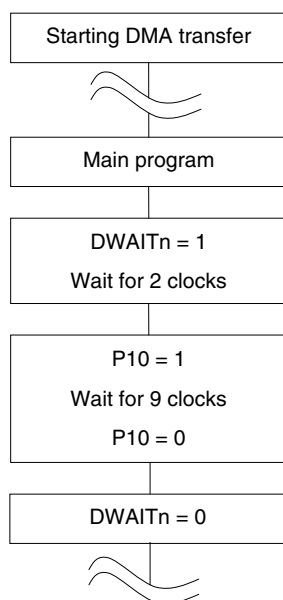 Starting DMA transfer
Main program
DWAITn = 1
Wait for 2 clocks
P10 = 1
Wait for 9 clocks
P10 = 0
DWAITn = 0